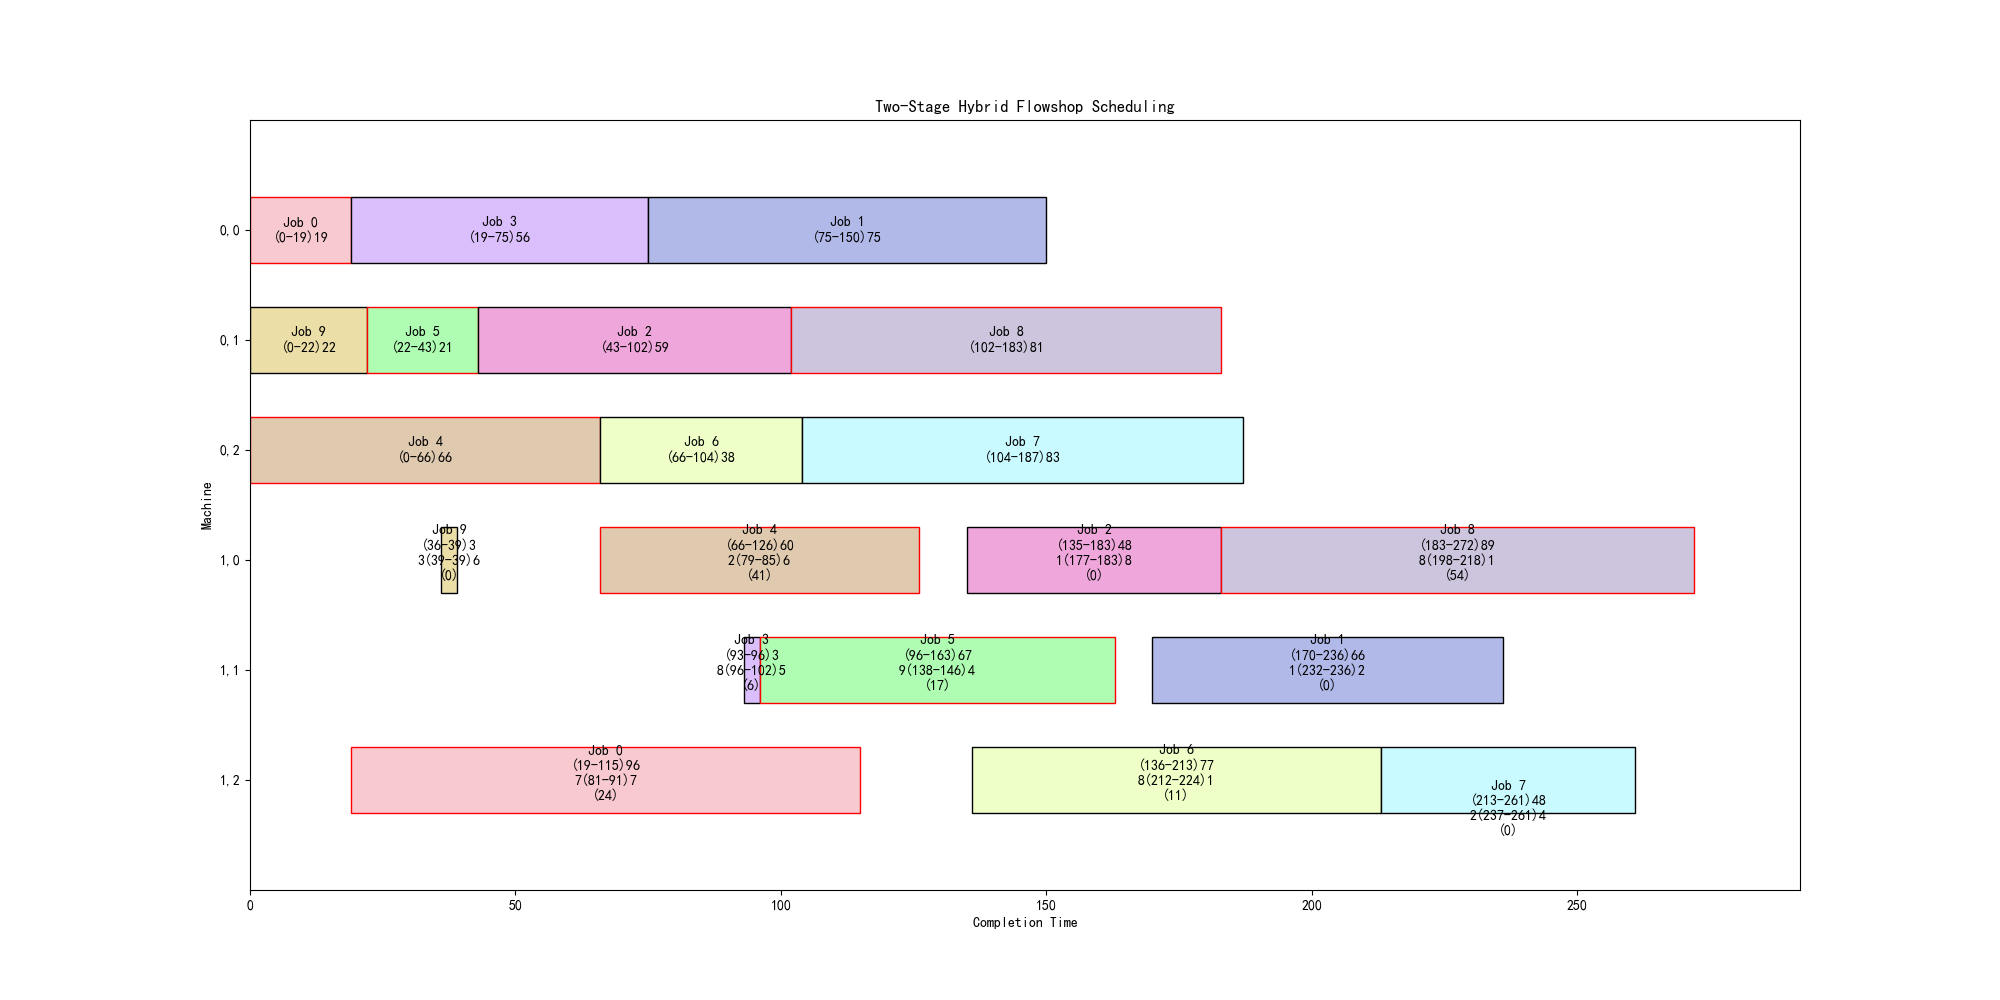 Two-Stage Hybrid Flowshop Scheduling
0,0
Job 0
(0-19)19
Job 3
(19-75)56
Job 1
(75-150)75
0,1
Job 9
(0-22)22
Job 5
(22-43)21
Job 2
(43-102)59
Job 8
(102-183)81
0,2
Job 4
(0-66)66
Job 6
(66-104)38
Job 7
(104-187)83
Machine
1,0
Job 9
(36-39)3
3(39-39)6
(0)
Job 4
(66-126)60
2(79-85)6
(41)
Job 2
(135-183)48
1(177-183)8
(0)
Job 8
(183-272)89
8(198-218)1
(54)
1,1
Job 3
(93-96)3
8(96-102)5
(6)
Job 5
(96-163)67
9(138-146)4
(17)
Job 1
(170-236)66
1(232-236)2
(0)
1,2
Job 0
(19-115)96
7(81-91)7
(24)
Job 6
(136-213)77
8(212-224)1
(11)
Job 7
(213-261)48
2(237-261)4
(0)
0
50
100
150
200
250
Completion Time